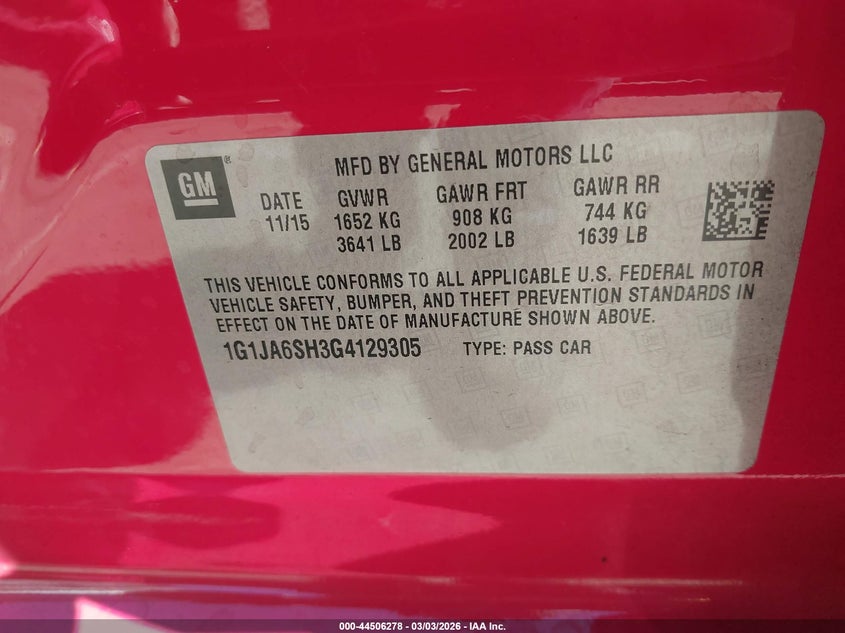 MFD BY GENERAL MOTORS LLC
GM®
DATE GVWR GAWR FRT GAWR RR
11/15 1652 KG 908 KG 744 KG
3641 LB 2002 LB 1639 LB
THIS VEHICLE CONFORMS TO ALL APPLICABLE U.S. FEDERAL MOTOR
VEHICLE SAFETY, BUMPER, AND THEFT PREVENTION STANDARDS IN
EFFECT ON THE DATE OF MANUFACTURE SHOWN ABOVE.
1G1JA6SH3G4129305 TYPE: PASS CAR
000-44506278 - 03/03/2026 - IAA Inc.